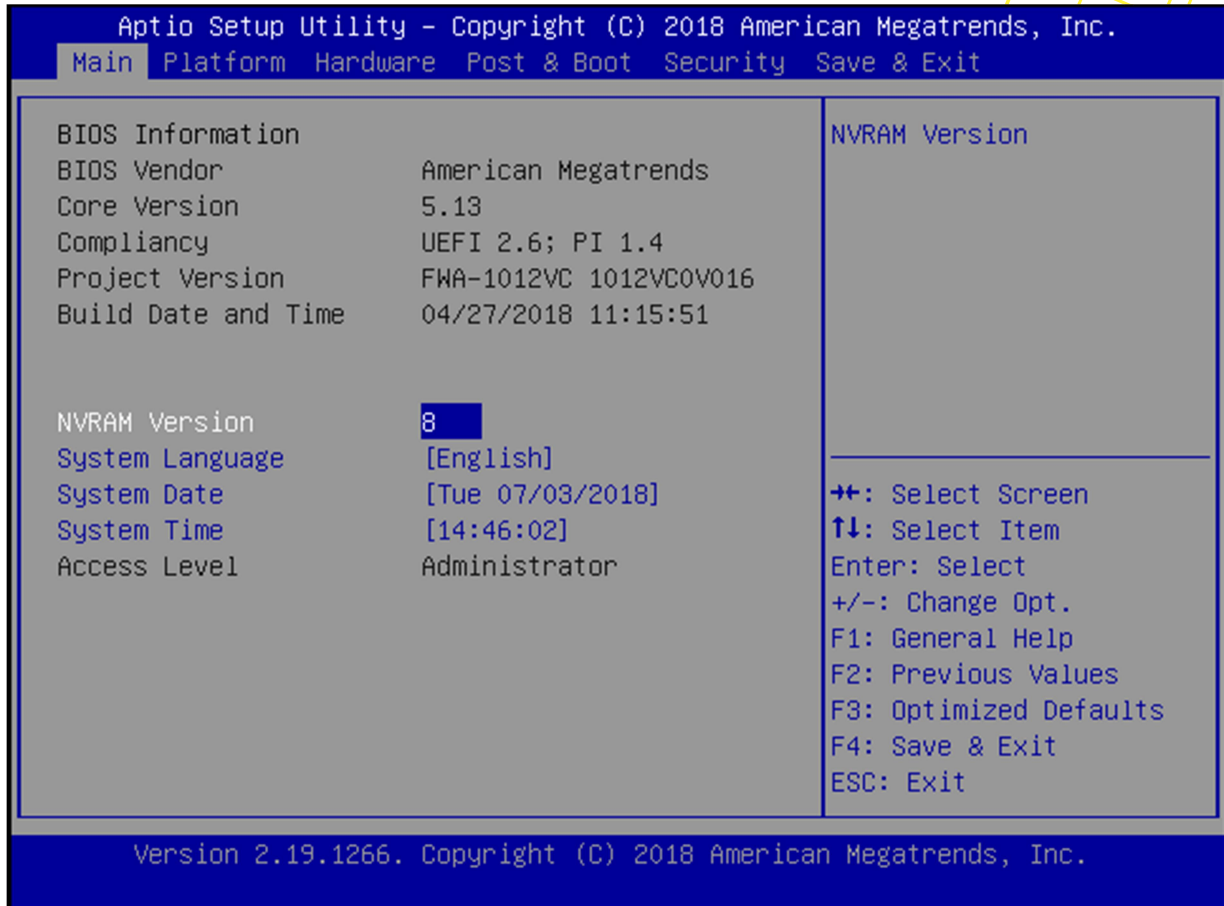 Aptio Setup Utility – Copyright (C) 2018 American Megatrends, Inc.
Main Platform Hardware Post & Boot Security Save & Exit
BIOS Information
BIOS Vendor American Megatrends
Core Version 5.13
Compliancy UEFI 2.6; PI 1.4
Project Version FWA-1012VC 1012VC0V016
Build Date and Time 04/27/2018 11:15:51
NVRAM Version 8
System Language [English]
System Date [Tue 07/03/2018]
System Time [14:46:02]
Access Level Administrator
NVRAM Version
→←: Select Screen
↑↓: Select Item
Enter: Select
+/-: Change Opt.
F1: General Help
F2: Previous Values
F3: Optimized Defaults
F4: Save & Exit
ESC: Exit
Version 2.19.1266. Copyright (C) 2018 American Megatrends, Inc.